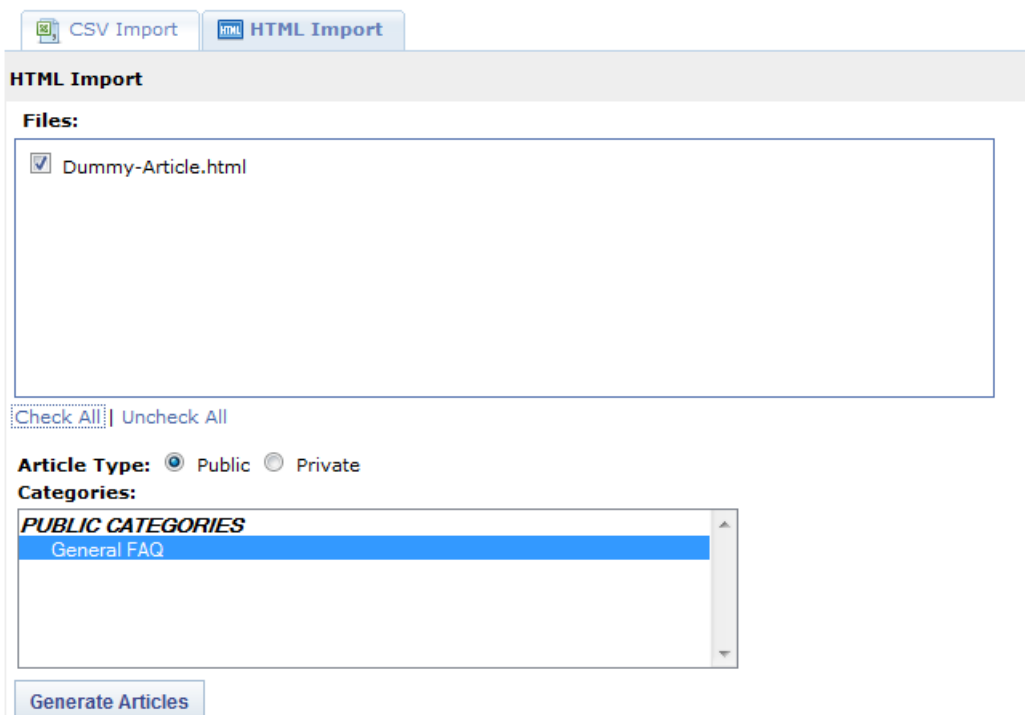 CSV Import HTML HTML Import
HTML Import
Files:
Dummy-Article.html
Check All | Uncheck All
Article Type: Public Private
Categories:
PUBLIC CATEGORIES
General FAQ
Generate Articles